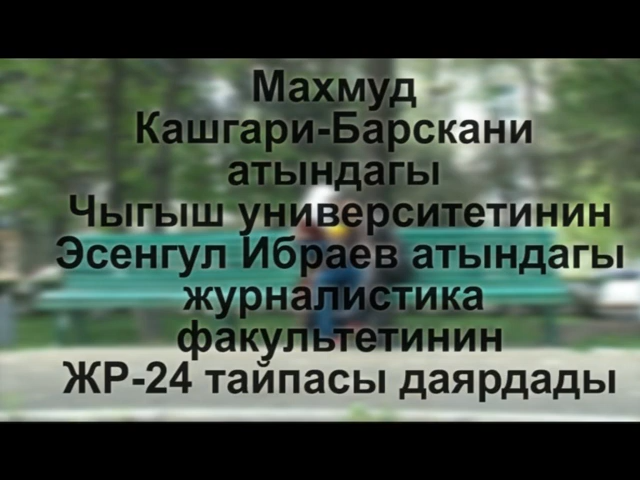 Махмуд
Кашгари-Барскани
атындагы
Чыгыш университетинин
Эсенгул Ибраев атындагы
журналистика
факультетинин
ЖР-24 тайпасы даярдады